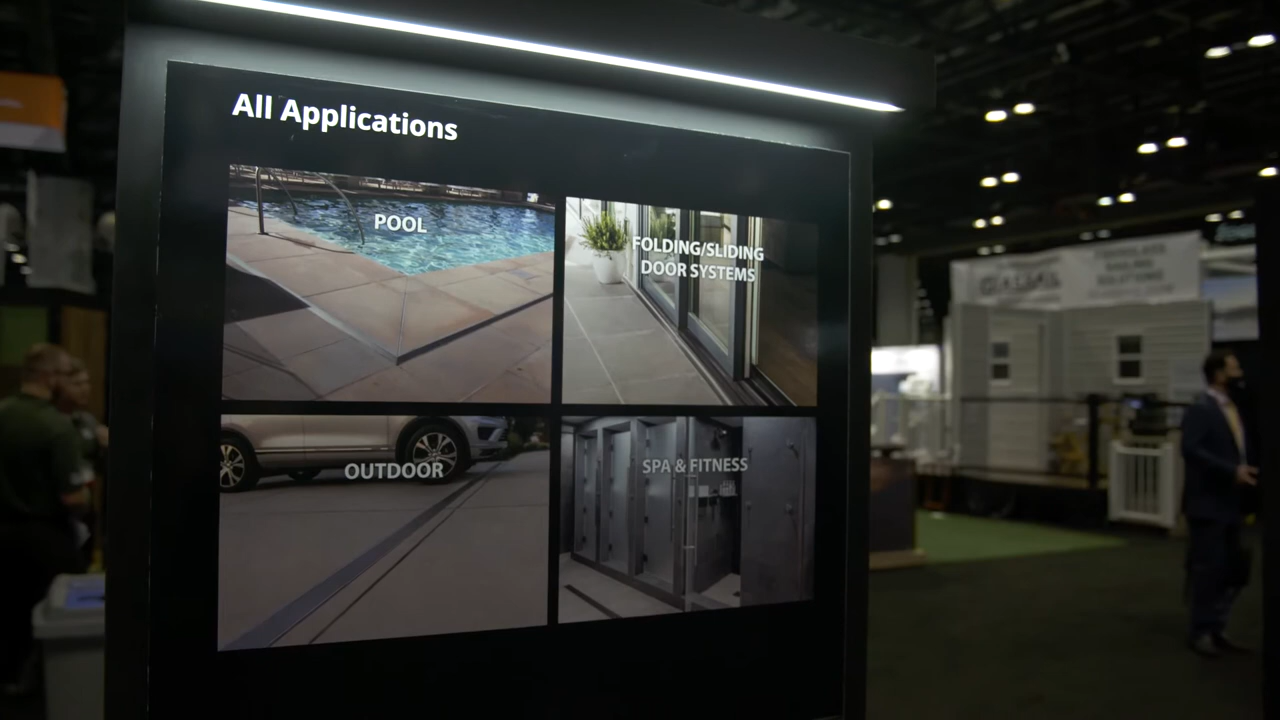 All Applications
POOL
FOLDING/SLIDING
DOOR SYSTEMS
OUTDOOR
SPA & FITNESS